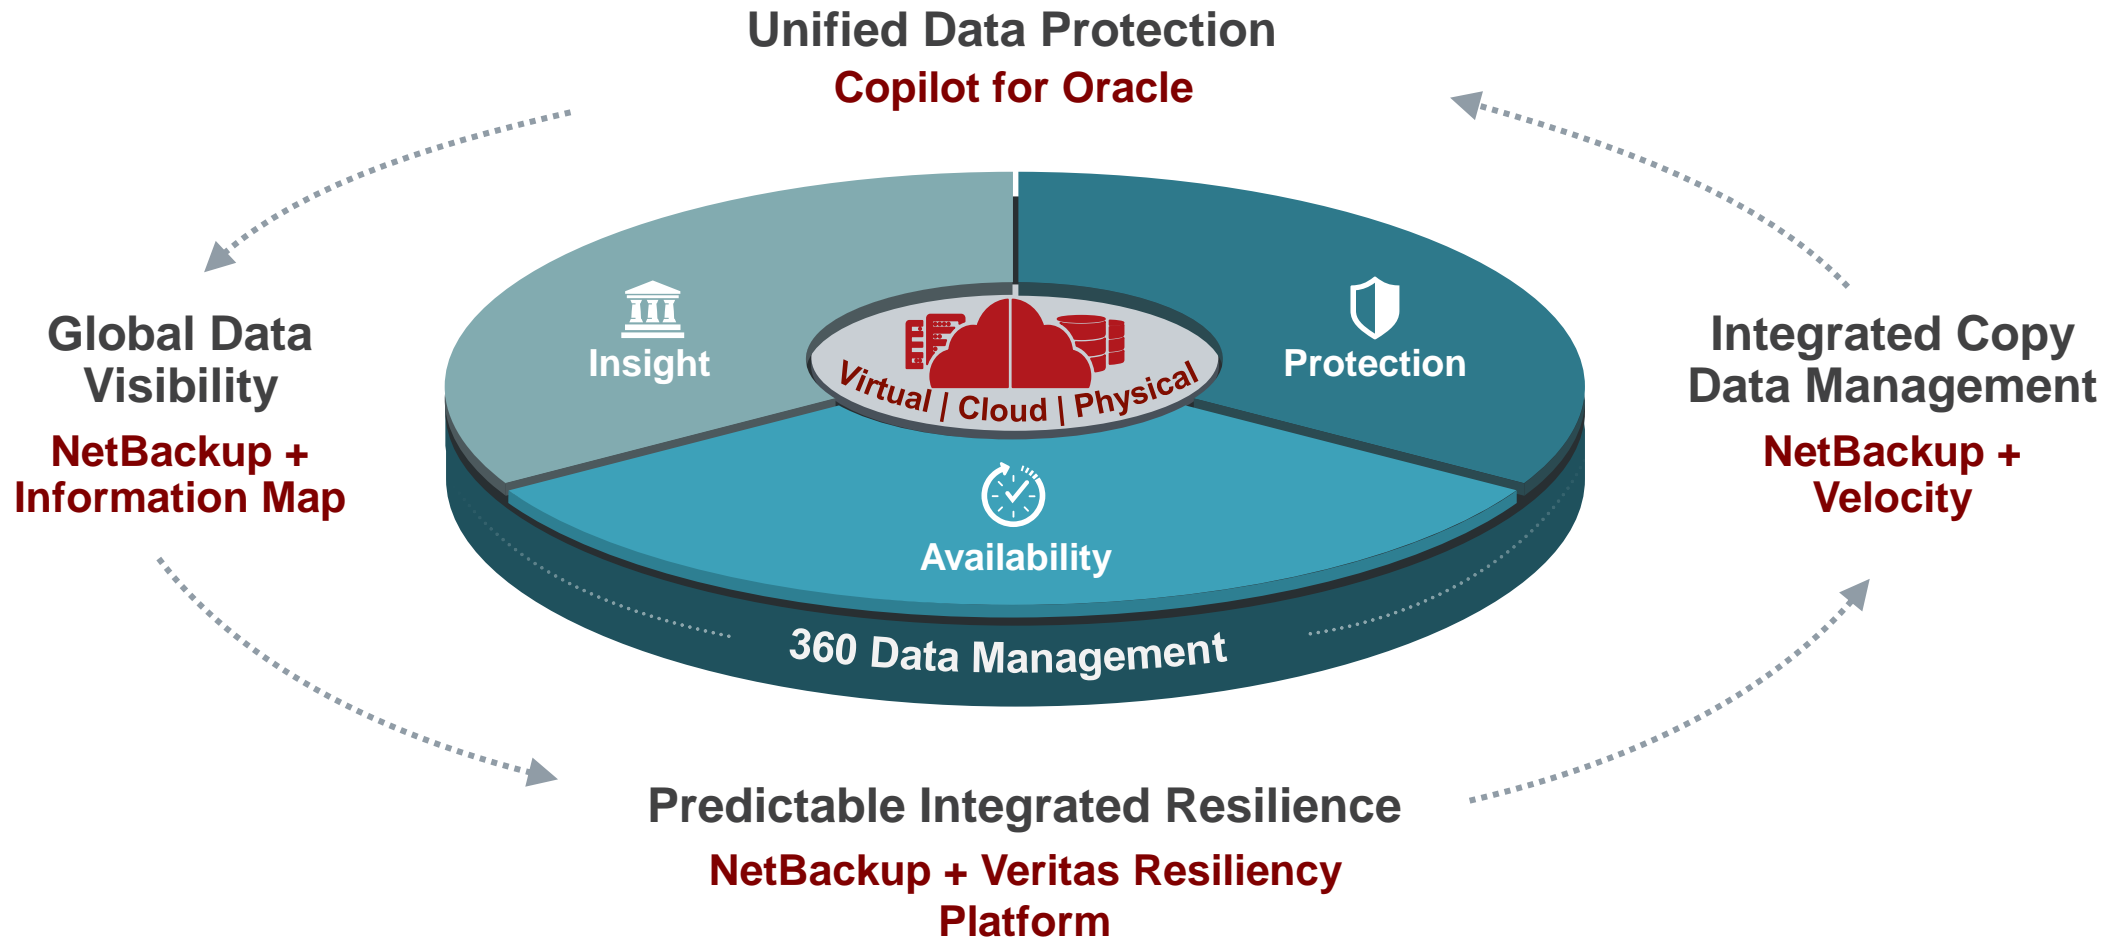 Unified Data Protection
Copilot for Oracle
Global Data
Visibility
NetBackup +
Information Map
Insight
Protection
Virtual | Cloud | Physical
Availability
360 Data Management
Integrated Copy
Data Management
NetBackup +
Velocity
Predictable Integrated Resilience
NetBackup + Veritas Resiliency
Platform